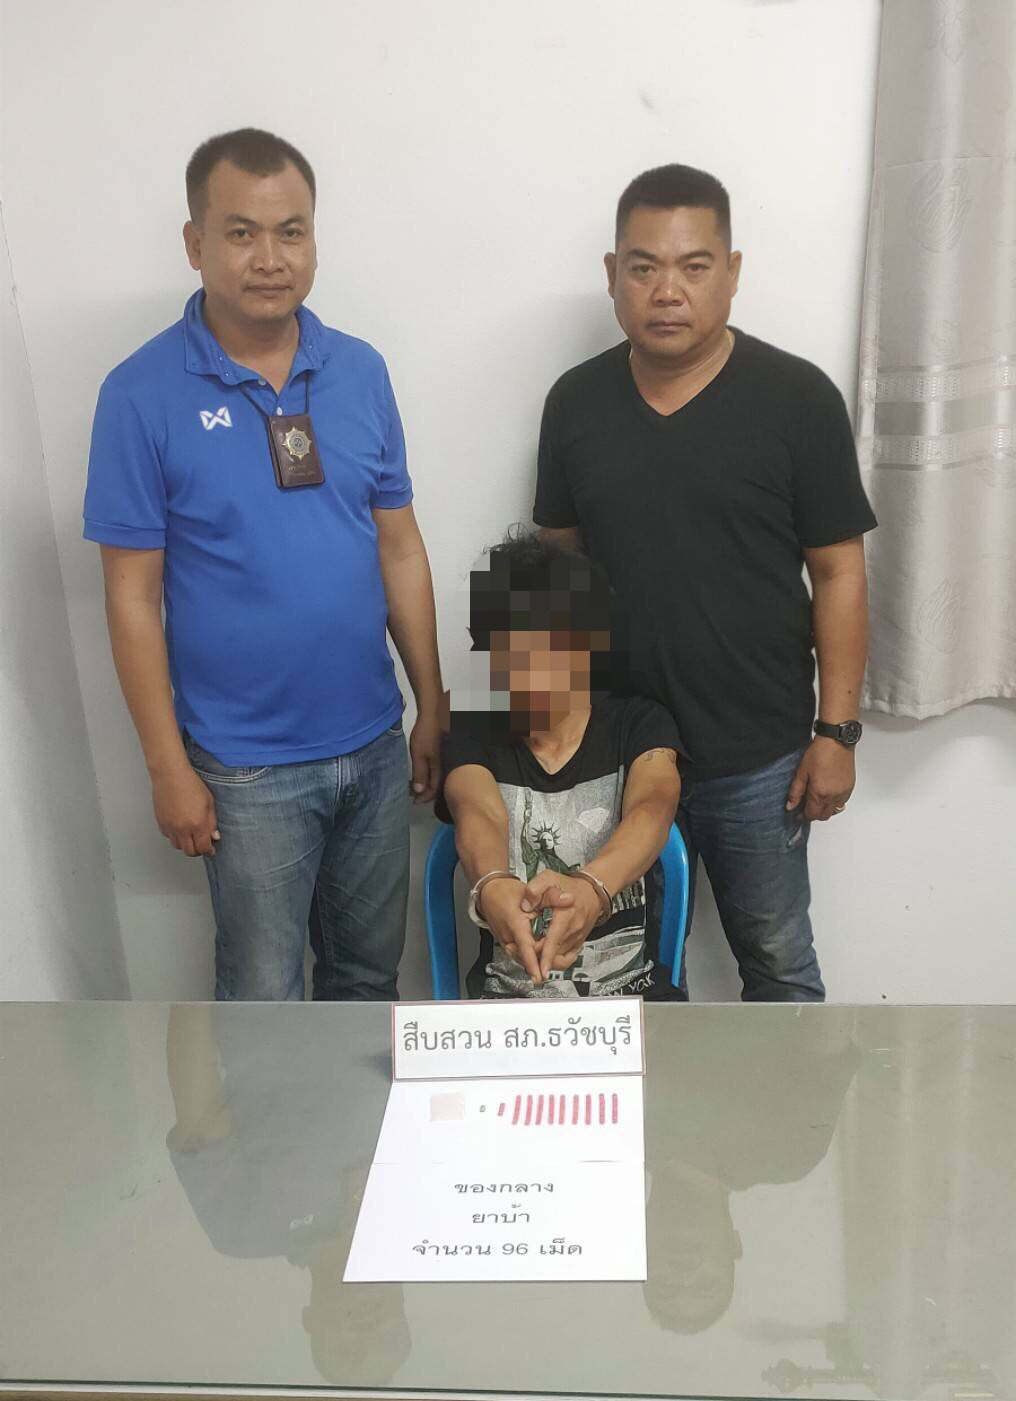 สืบสวน สภ.ธวัชบุรี
ของกลาง
ยาบ้า
จำนวน 96 เม็ด